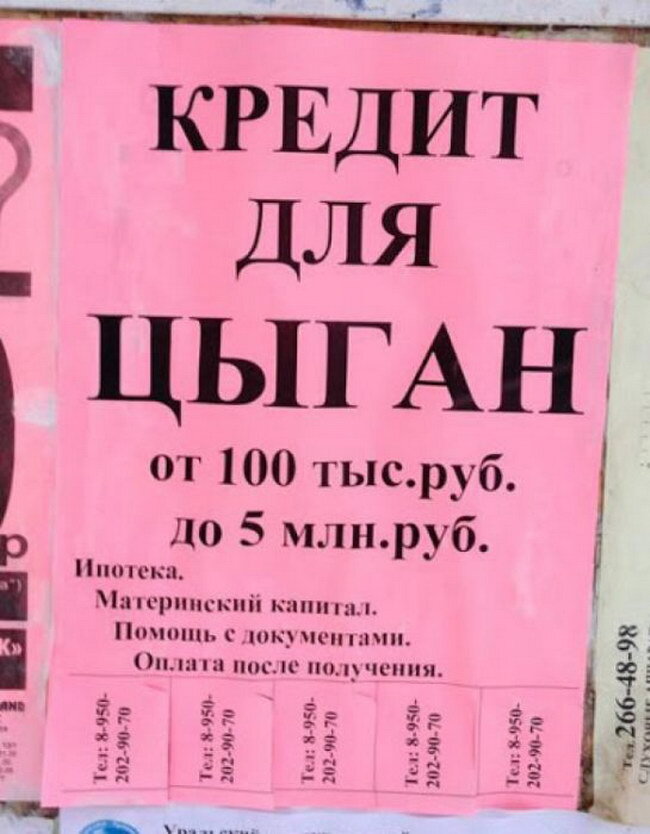 КРЕДИТ
ДЛЯ
ЦЫГАН
от 100 тыс.руб.
до 5 млн.руб.
Ипотека.
Материнский капитал.
Помощь с документами.
Оплата после получения.
Тел: 8-950-
202-90-70
Тел: 8-950-
202-90-70
Тел: 8-950-
202-90-70
Тел: 8-950-
202-90-70
Тел: 8-950-
202-90-70
Тел. 266-48-98
р
а")
К»